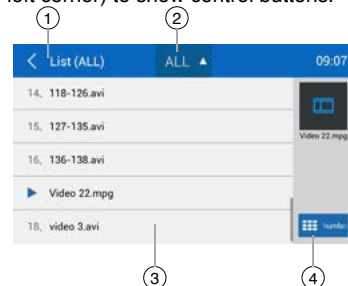 left corner) to show control buttons.
1 2
List (ALL) ALL ▲ 09:07
14. 118-126.avi
15. 127-135.avi
16. 136-138.avi
Video 22.mpg
Video 22.mpg
18. video 3.avi
3 4